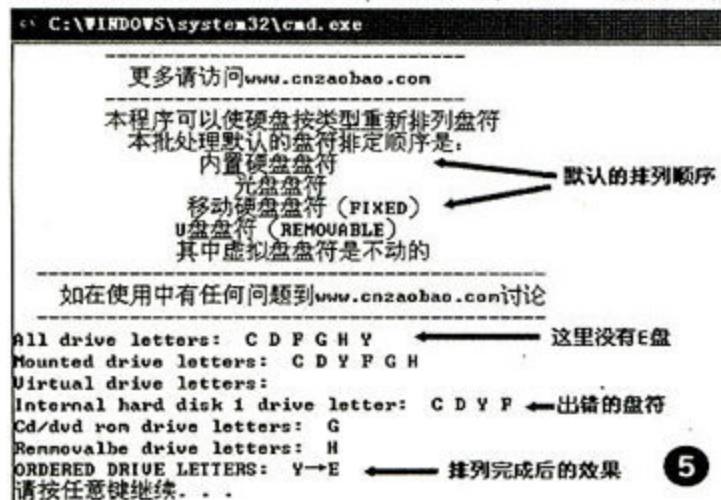 C:\WINDOWS\system32\cmd.exe
更多请访问www.cnzaobao.com
本程序可以使硬盘按类型重新排列盘符
本批处理默认的盘符排定顺序是:
内置硬盘盘符
光盘盘符
移动硬盘盘符 (FIXED)
U盘盘符 (REMOVABLE)
其中虚拟盘盘符是不动的
默认的排列顺序
如在使用中有任何问题到www.cnzaobao.com讨论
All drive letters: C D F G H Y
这里没有E盘
Mounted drive letters: C D Y F G H
Virtual drive letters:
Internal hard disk 1 drive letter: C D Y F
出错的盘符
Cd/dvd rom drive letters: G
Remmovalbe drive letters: H
ORDERED DRIVE LETTERS: Y→E
排列完成后的效果
5
请按任意键继续. . .